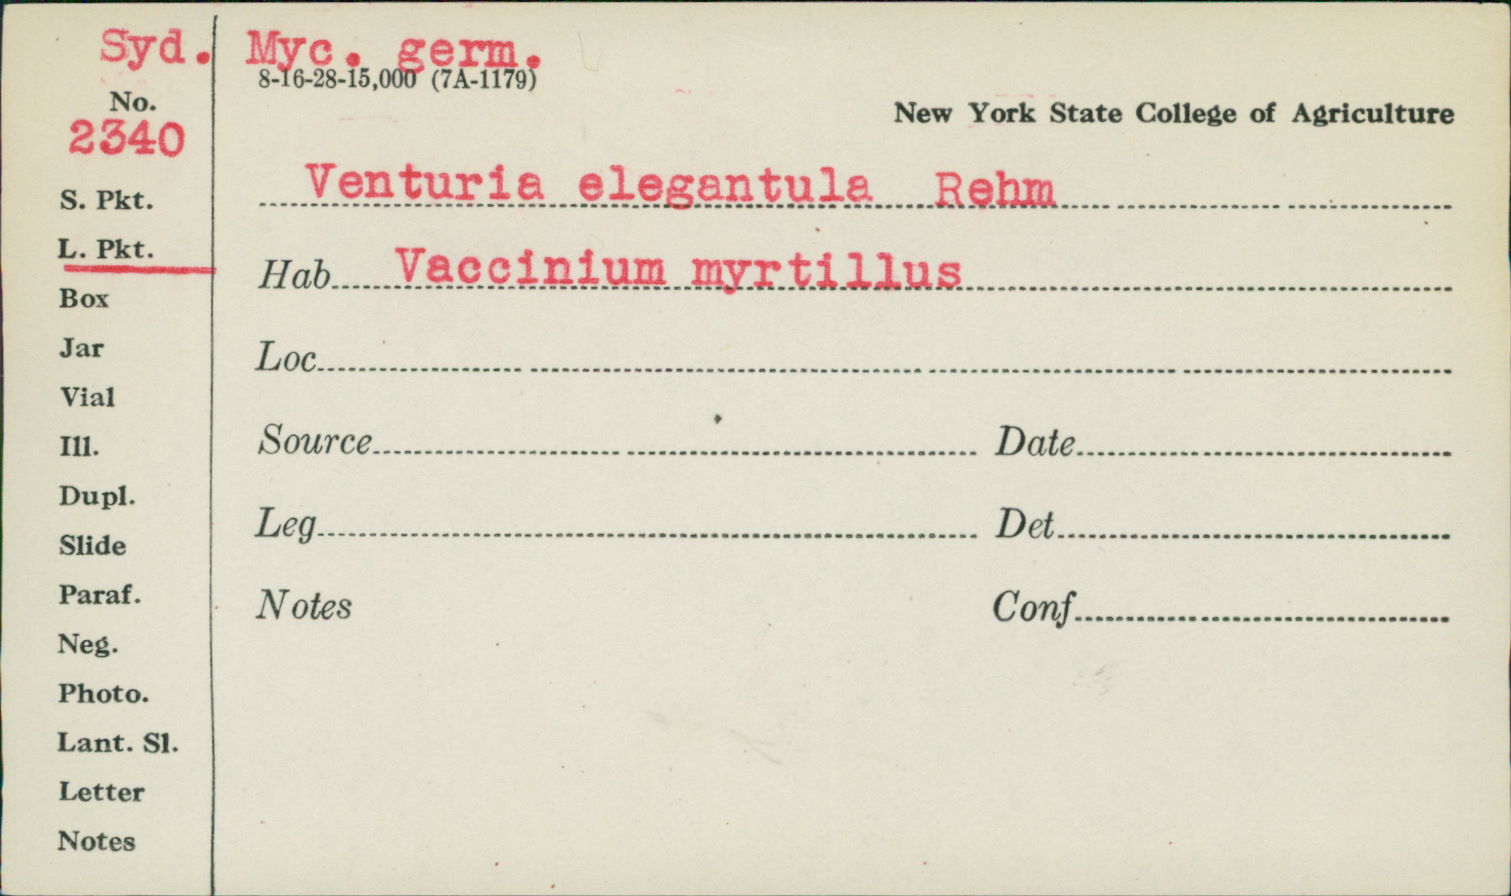 Syd. Myc. germ.
8-16-28-15,000 (7A-1179)
No.
2340
New York State College of Agriculture
Venturia elegantula Rehm
S. Pkt.
L. Pkt.
Hab Vaccinium myrtillus
Box
Jar
Loc
Vial
Ill.
Source Date
Dupl.
Slide
Leg Det
Paraf.
Notes Conf
Neg.
Photo.
Lant. Sl.
Letter
Notes